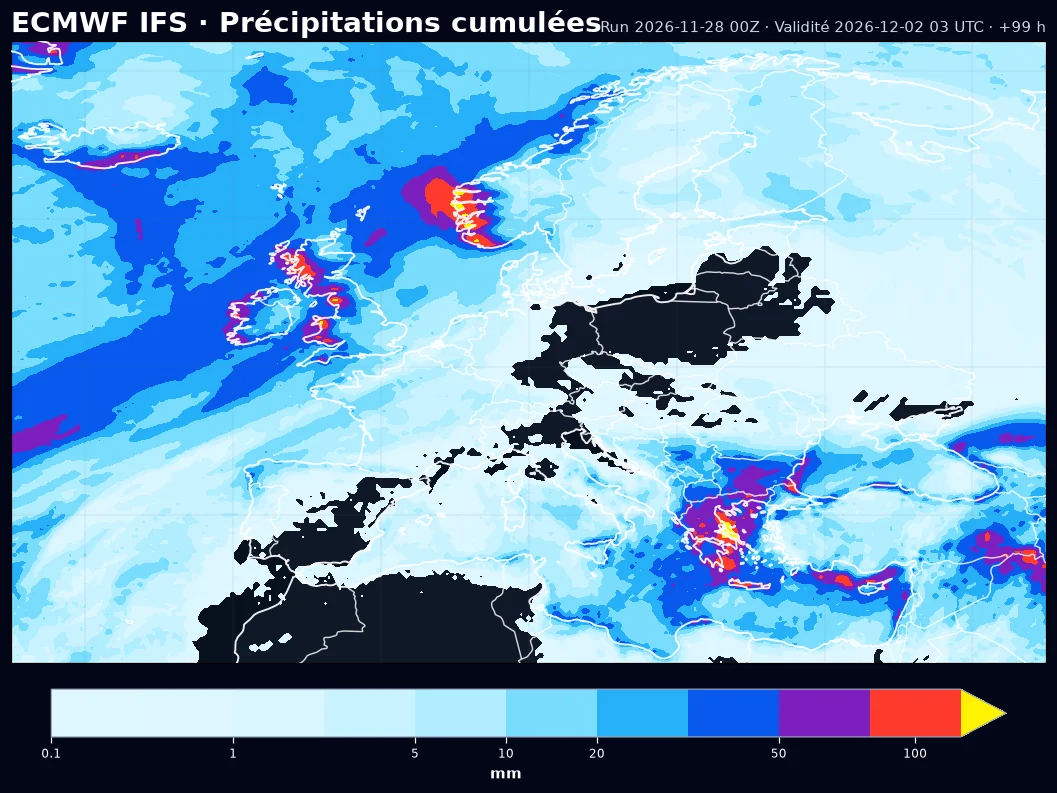 ECMWF IFS · Précipitations cumulées
Run 2026-11-28 00Z · Validité 2026-12-02 03 UTC · +99 h
0.1 1 5 10 20 50 100
mm